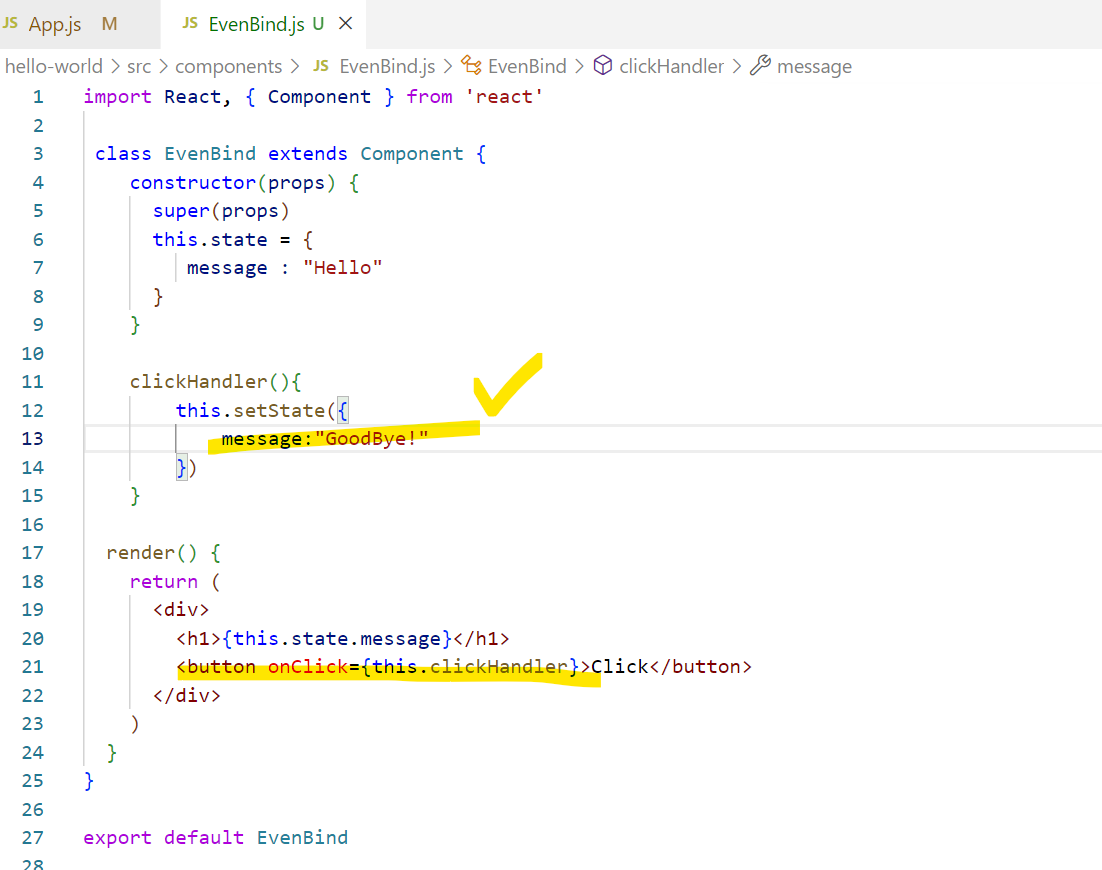 JS App.js M JS EvenBind.js U ×
hello-world > src > components > JS EvenBind.js > EvenBind > clickHandler > message
1 import React, { Component } from 'react'
2
3 class EvenBind extends Component {
4 constructor(props) {
5 super(props)
6 this.state = {
7 message : "Hello"
8 }
9 }
10
11 clickHandler(){
12 this.setState({
13 message:"GoodBye!"
14 })
15 }
16
17 render() {
18 return (
19 <div>
20 <h1>{this.state.message}</h1>
21 <button onClick={this.clickHandler}>Click</button>
22 </div>
23 )
24 }
25 }
26
27 export default EvenBind
28